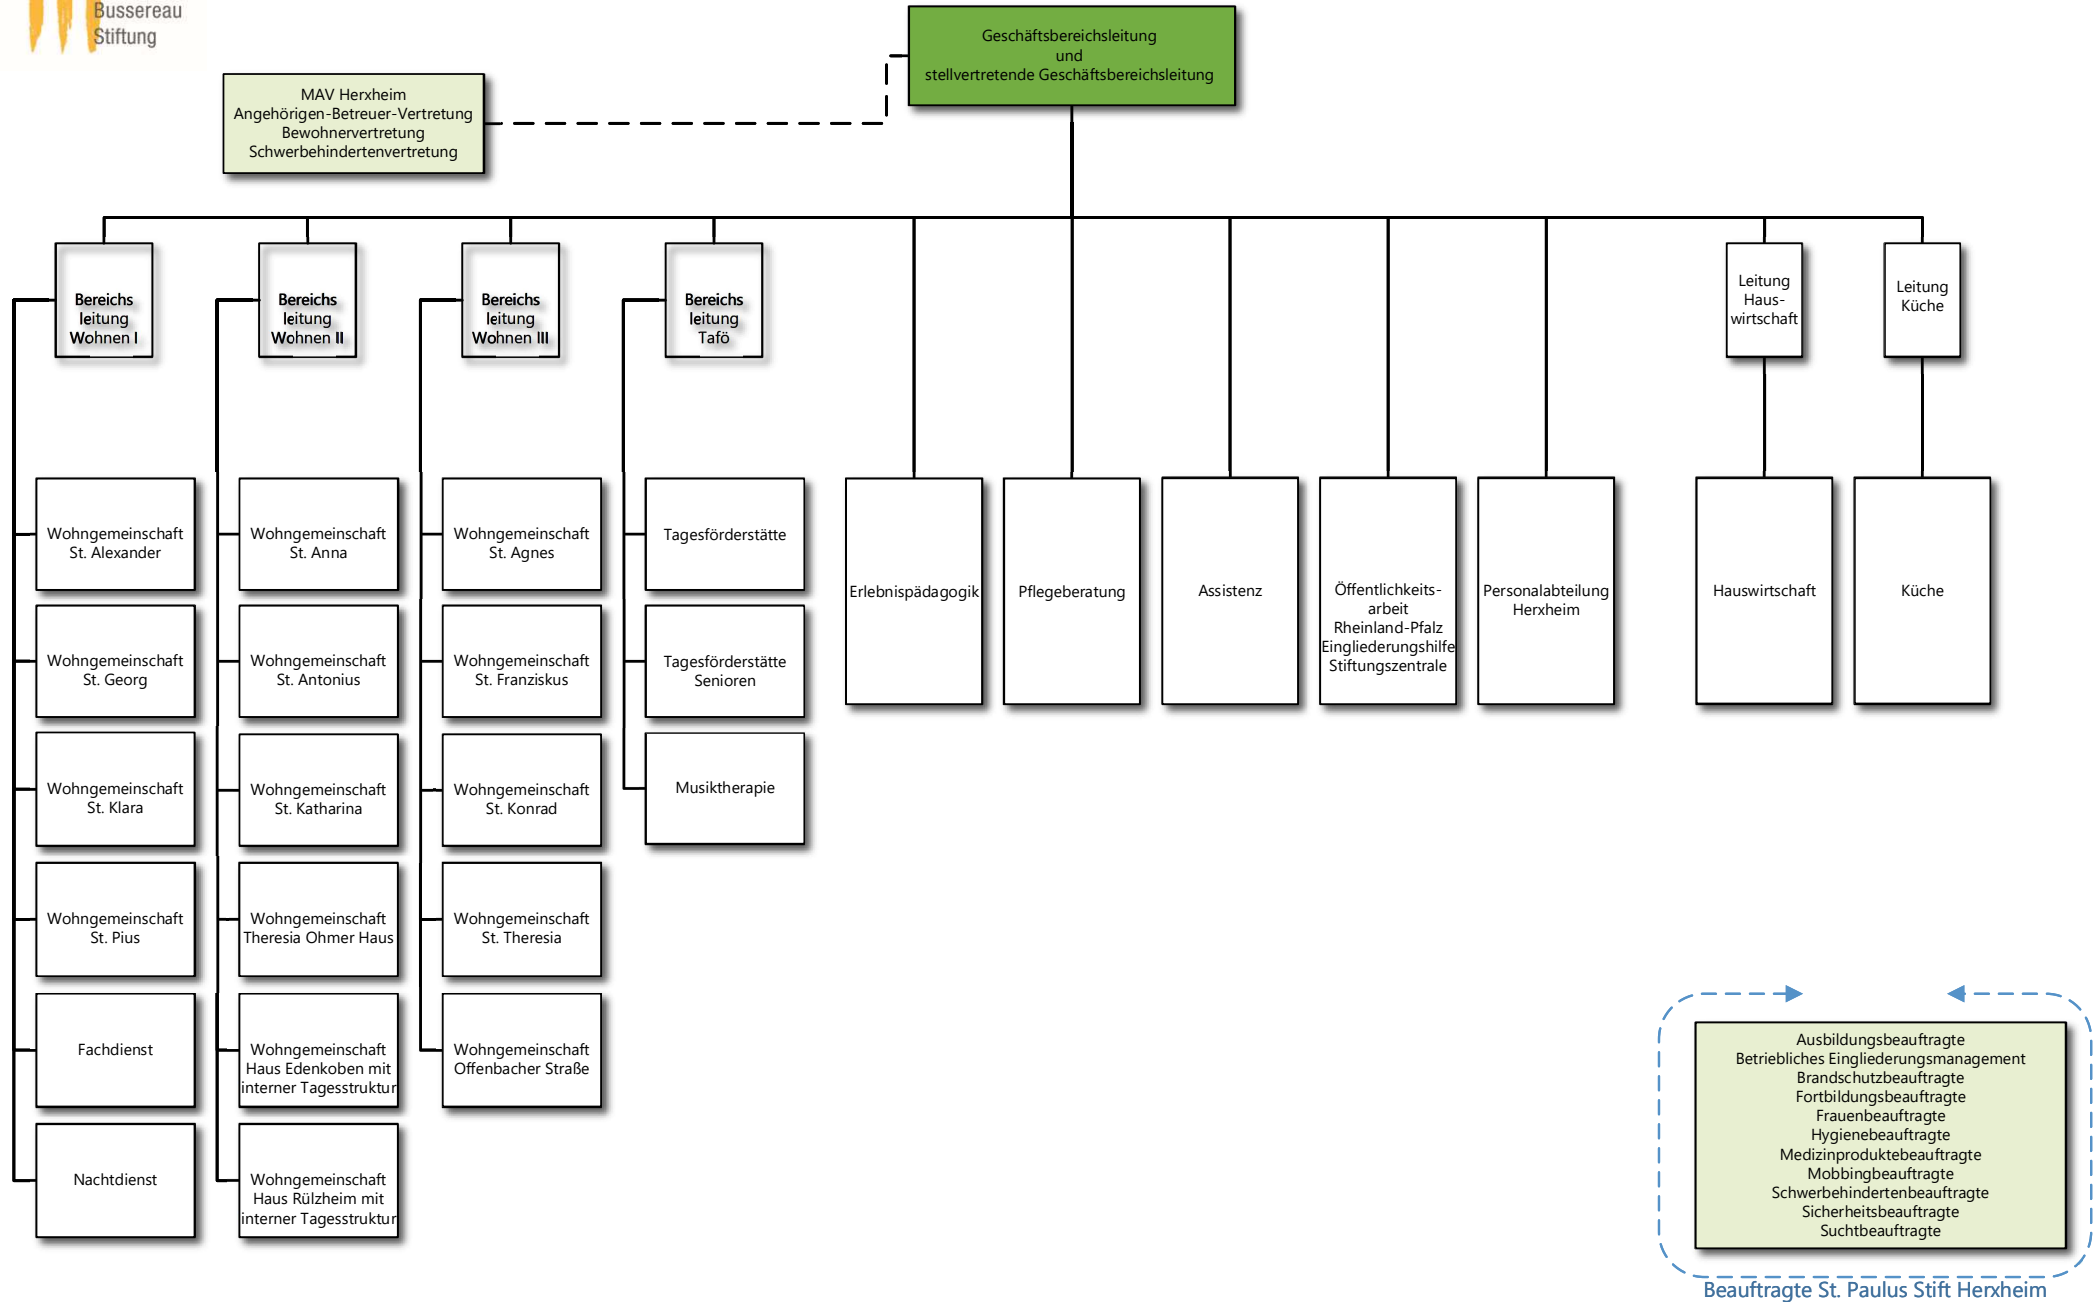 Bussereau
Stiftung
Geschäftsbereichsleitung
und
stellvertretende Geschäftsbereichsleitung
MAV Herxheim
Angehörigen-Betreuer-Vertretung
Bewohnervertretung
Schwerbehindertenvertretung
Bereichs
leitung
Wohnen I
Bereichs
leitung
Wohnen II
Bereichs
leitung
Wohnen III
Bereichs
leitung
Tafö
Leitung
Haus-
wirtschaft
Leitung
Küche
Wohngemeinschaft
St. Alexander
Wohngemeinschaft
St. Georg
Wohngemeinschaft
St. Klara
Wohngemeinschaft
St. Pius
Fachdienst
Nachtdienst
Wohngemeinschaft
St. Anna
Wohngemeinschaft
St. Antonius
Wohngemeinschaft
St. Katharina
Wohngemeinschaft
Theresia Ohmer Haus
Wohngemeinschaft
Haus Edenkoben mit
interner Tagesstruktur
Wohngemeinschaft
Haus Rülzheim mit
interner Tagesstruktur
Wohngemeinschaft
St. Agnes
Wohngemeinschaft
St. Franziskus
Wohngemeinschaft
St. Konrad
Wohngemeinschaft
St. Theresia
Wohngemeinschaft
Offenbacher Straße
Tagesförderstätte
Tagesförderstätte
Senioren
Musiktherapie
Erlebnispädagogik
Pflegeberatung
Assistenz
Öffentlichkeits-
arbeit
Rheinland-Pfalz
Eingliederungshilfe
Stiftungszentrale
Personalabteilung
Herxheim
Hauswirtschaft
Küche
Ausbildungsbeauftragte
Betriebliches Eingliederungsmanagement
Brandschutzbeauftragte
Fortbildungsbeauftragte
Frauenbeauftragte
Hygienebeauftragte
Medizinproduktebeauftragte
Mobbingbeauftragte
Schwerbehindertenbeauftragte
Sicherheitsbeauftragte
Suchtbeauftragte
Beauftragte St. Paulus Stift Herxheim